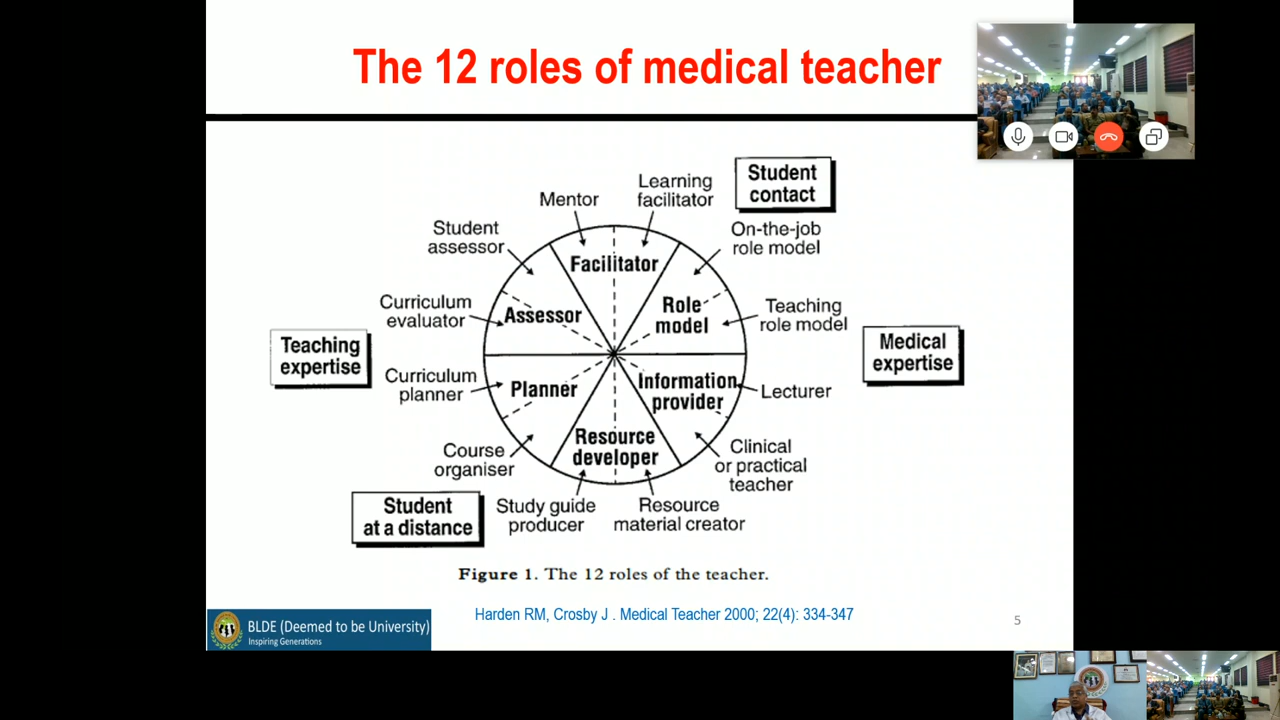 The 12 roles of medical teacher
Student
contact
Learning
facilitator
Mentor
Student
assessor
On-the-job
role model
Facilitator
Curriculum
evaluator
Assessor
Role
model
Teaching
role model
Teaching
expertise
Medical
expertise
Curriculum
planner
Planner
Information
provider
Lecturer
Resource
developer
Course
organiser
Clinical
or practical
teacher
Student
at a distance
Study guide
producer
Resource
material creator
Figure 1. The 12 roles of the teacher.
Harden RM, Crosby J . Medical Teacher 2000; 22(4): 334-347
5
BLDE (Deemed to be University)
Inspiring Generations